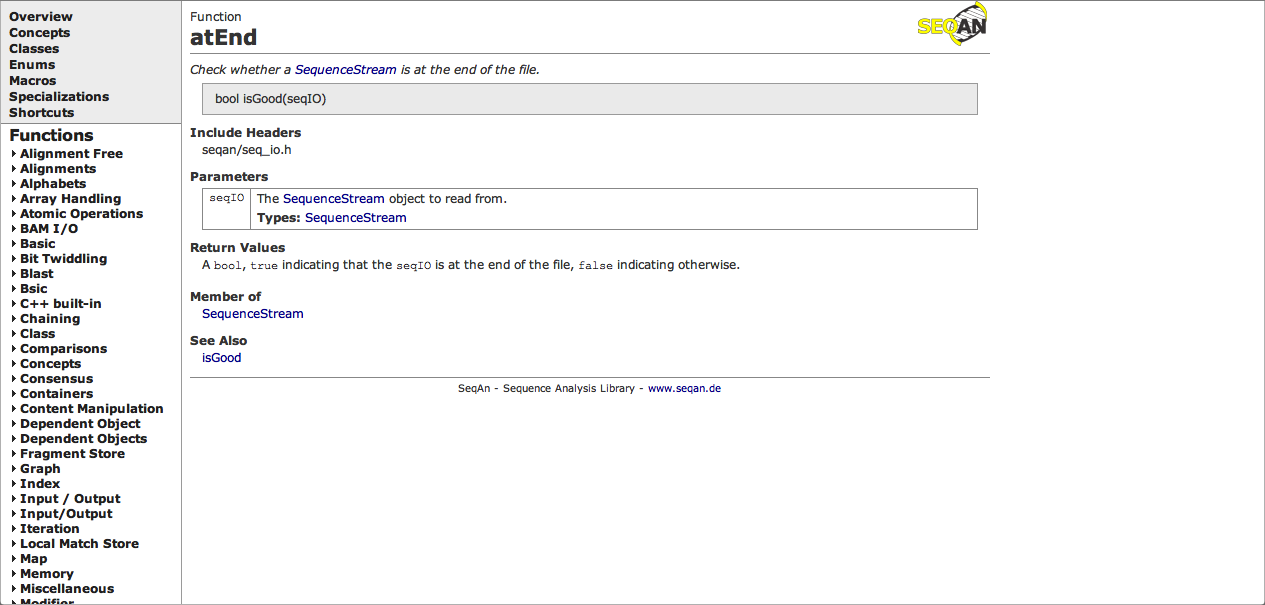 Overview
Concepts
Classes
Enums
Macros
Specializations
Shortcuts
Functions
Alignment Free
Alignments
Alphabets
Array Handling
Atomic Operations
BAM I/O
Basic
Bit Twiddling
Blast
Bsic
C++ built-in
Chaining
Class
Comparisons
Concepts
Consensus
Containers
Content Manipulation
Dependent Object
Dependent Objects
Fragment Store
Graph
Index
Input / Output
Input/Output
Iteration
Local Match Store
Map
Memory
Miscellaneous
Modifier
Function
atEnd
SEQAN
Check whether a SequenceStream is at the end of the file.
bool isGood(seqIO)
Include Headers
seqan/seq_io.h
Parameters
seqIO The SequenceStream object to read from.
Types: SequenceStream
Return Values
A bool, true indicating that the seqIO is at the end of the file, false indicating otherwise.
Member of
SequenceStream
See Also
isGood
SeqAn - Sequence Analysis Library - www.seqan.de